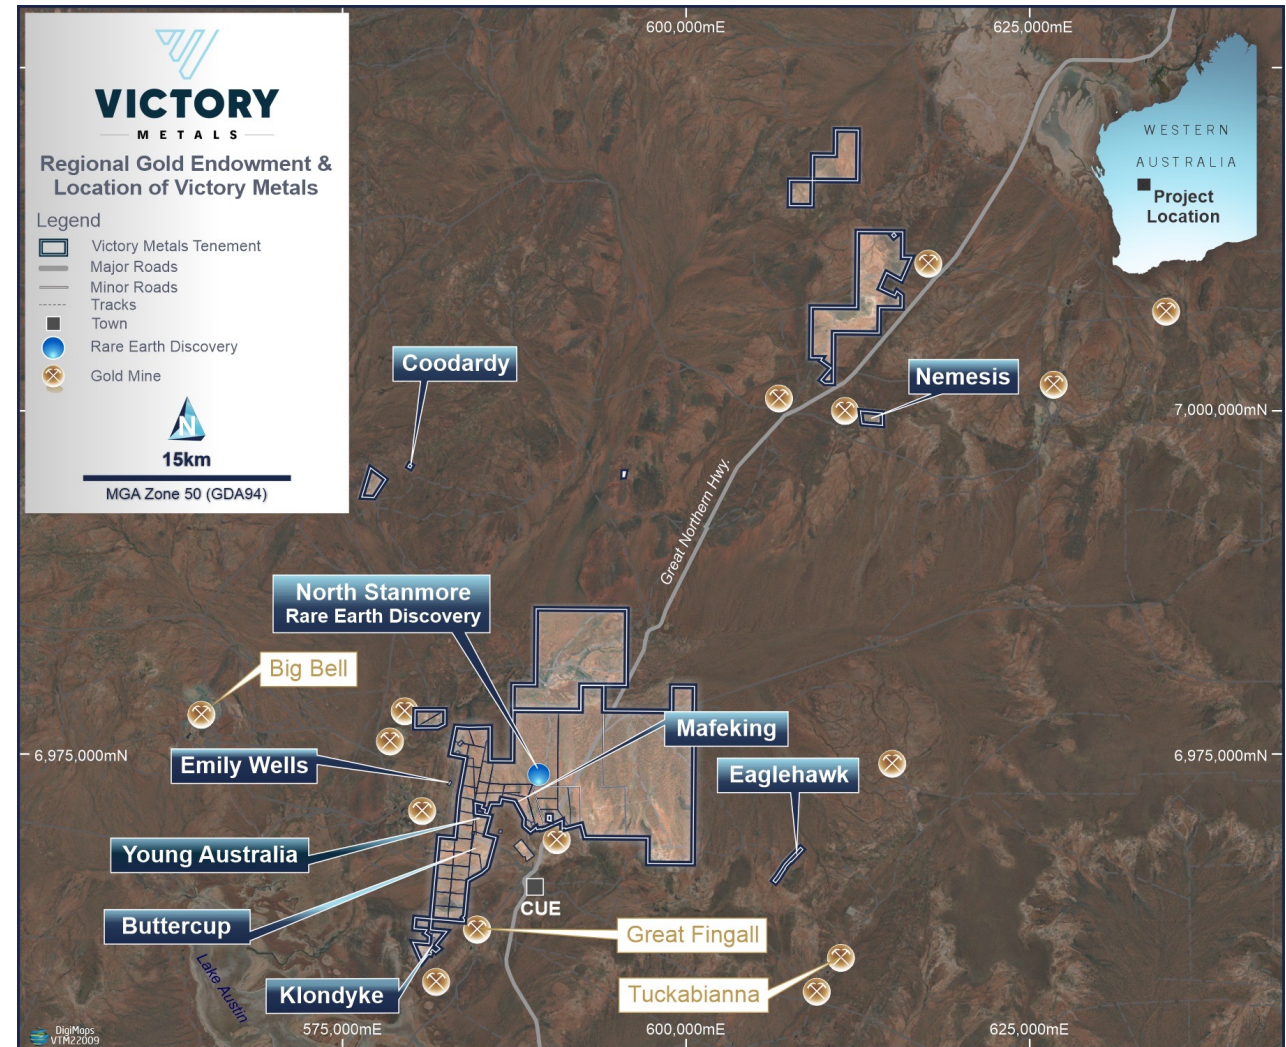 VICTORY
METALS
Regional Gold Endowment &
Location of Victory Metals
Legend
Victory Metals Tenement
Major Roads
Minor Roads
Tracks
Town
Rare Earth Discovery
Gold Mine
N
15km
MGA Zone 50 (GDA94)
600,000mE
625,000mE
WESTERN
AUSTRALIA
Project
Location
Coodardy
Nemesis
7,000,000mN
Great Northern Hwy.
North Stanmore
Rare Earth Discovery
Big Bell
Mafeking
6,975,000mN
6,975,000mN
Emily Wells
Eaglehawk
Young Australia
CUE
Buttercup
Great Fingall
Lake Austin
Klondyke
Tuckabianna
575,000mE
600,000mE
625,000mE
DigiMaps
VTM22009